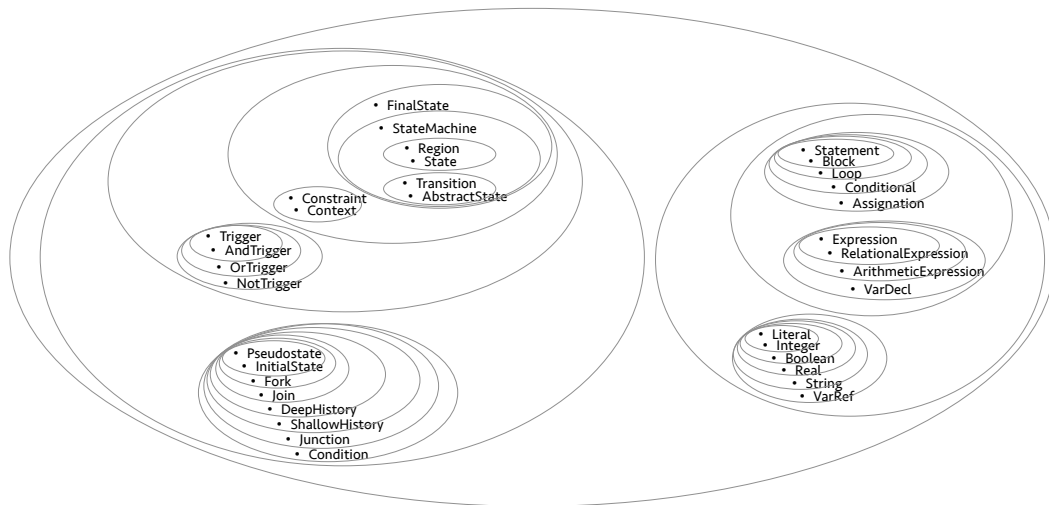 FinalState
StateMachine
Region
State
Transition
AbstractState
Constraint
Context
Trigger
AndTrigger
OrTrigger
NotTrigger
Pseudostate
InitialState
Fork
Join
DeepHistory
ShallowHistory
Junction
Condition
Statement
Block
Loop
Conditional
Assignation
Expression
RelationalExpression
ArithmeticExpression
VarDecl
Literal
Integer
Boolean
Real
String
VarRef